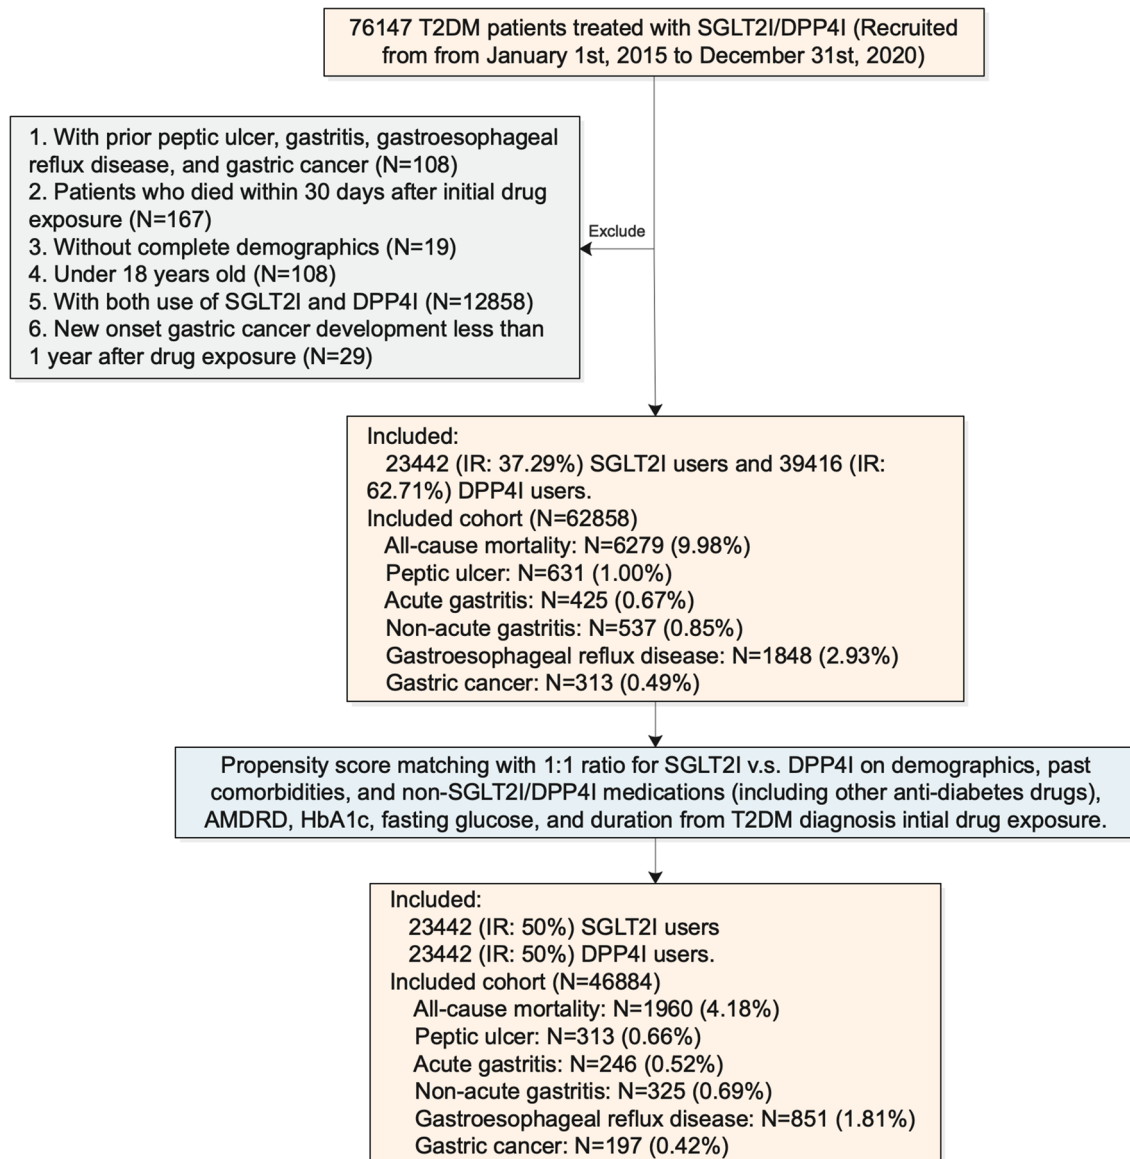 76147 T2DM patients treated with SGLT2I/DPP4I (Recruited
from from January 1st, 2015 to December 31st, 2020)
1. With prior peptic ulcer, gastritis, gastroesophageal
reflux disease, and gastric cancer (N=108)
2. Patients who died within 30 days after initial drug
exposure (N=167)
3. Without complete demographics (N=19)
4. Under 18 years old (N=108)
5. With both use of SGLT2I and DPP4I (N=12858)
6. New onset gastric cancer development less than
1 year after drug exposure (N=29)
Exclude
Included:
23442 (IR: 37.29%) SGLT2I users and 39416 (IR:
62.71%) DPP4I users.
Included cohort (N=62858)
All-cause mortality: N=6279 (9.98%)
Peptic ulcer: N=631 (1.00%)
Acute gastritis: N=425 (0.67%)
Non-acute gastritis: N=537 (0.85%)
Gastroesophageal reflux disease: N=1848 (2.93%)
Gastric cancer: N=313 (0.49%)
Propensity score matching with 1:1 ratio for SGLT2I v.s. DPP4I on demographics, past
comorbidities, and non-SGLT2I/DPP4I medications (including other anti-diabetes drugs),
AMDRD, HbA1c, fasting glucose, and duration from T2DM diagnosis intial drug exposure.
Included:
23442 (IR: 50%) SGLT2I users
23442 (IR: 50%) DPP4I users.
Included cohort (N=46884)
All-cause mortality: N=1960 (4.18%)
Peptic ulcer: N=313 (0.66%)
Acute gastritis: N=246 (0.52%)
Non-acute gastritis: N=325 (0.69%)
Gastroesophageal reflux disease: N=851 (1.81%)
Gastric cancer: N=197 (0.42%)